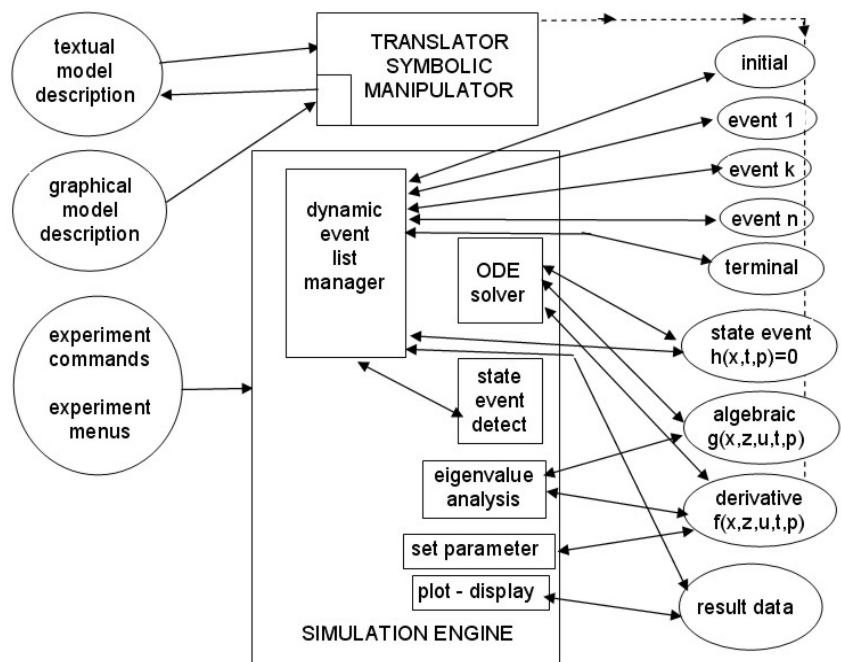 textual
model
description
TRANSLATOR
SYMBOLIC
MANIPULATOR
initial
event 1
event k
event n
terminal
graphical
model
description
dynamic
event
list
manager
ODE
solver
state event
h(x,t,p)=0
experiment
commands
experiment
menus
state
event
detect
algebraic
g(x,z,u,t,p)
eigenvalue
analysis
derivative
f(x,z,u,t,p)
set parameter
plot - display
result data
SIMULATION ENGINE